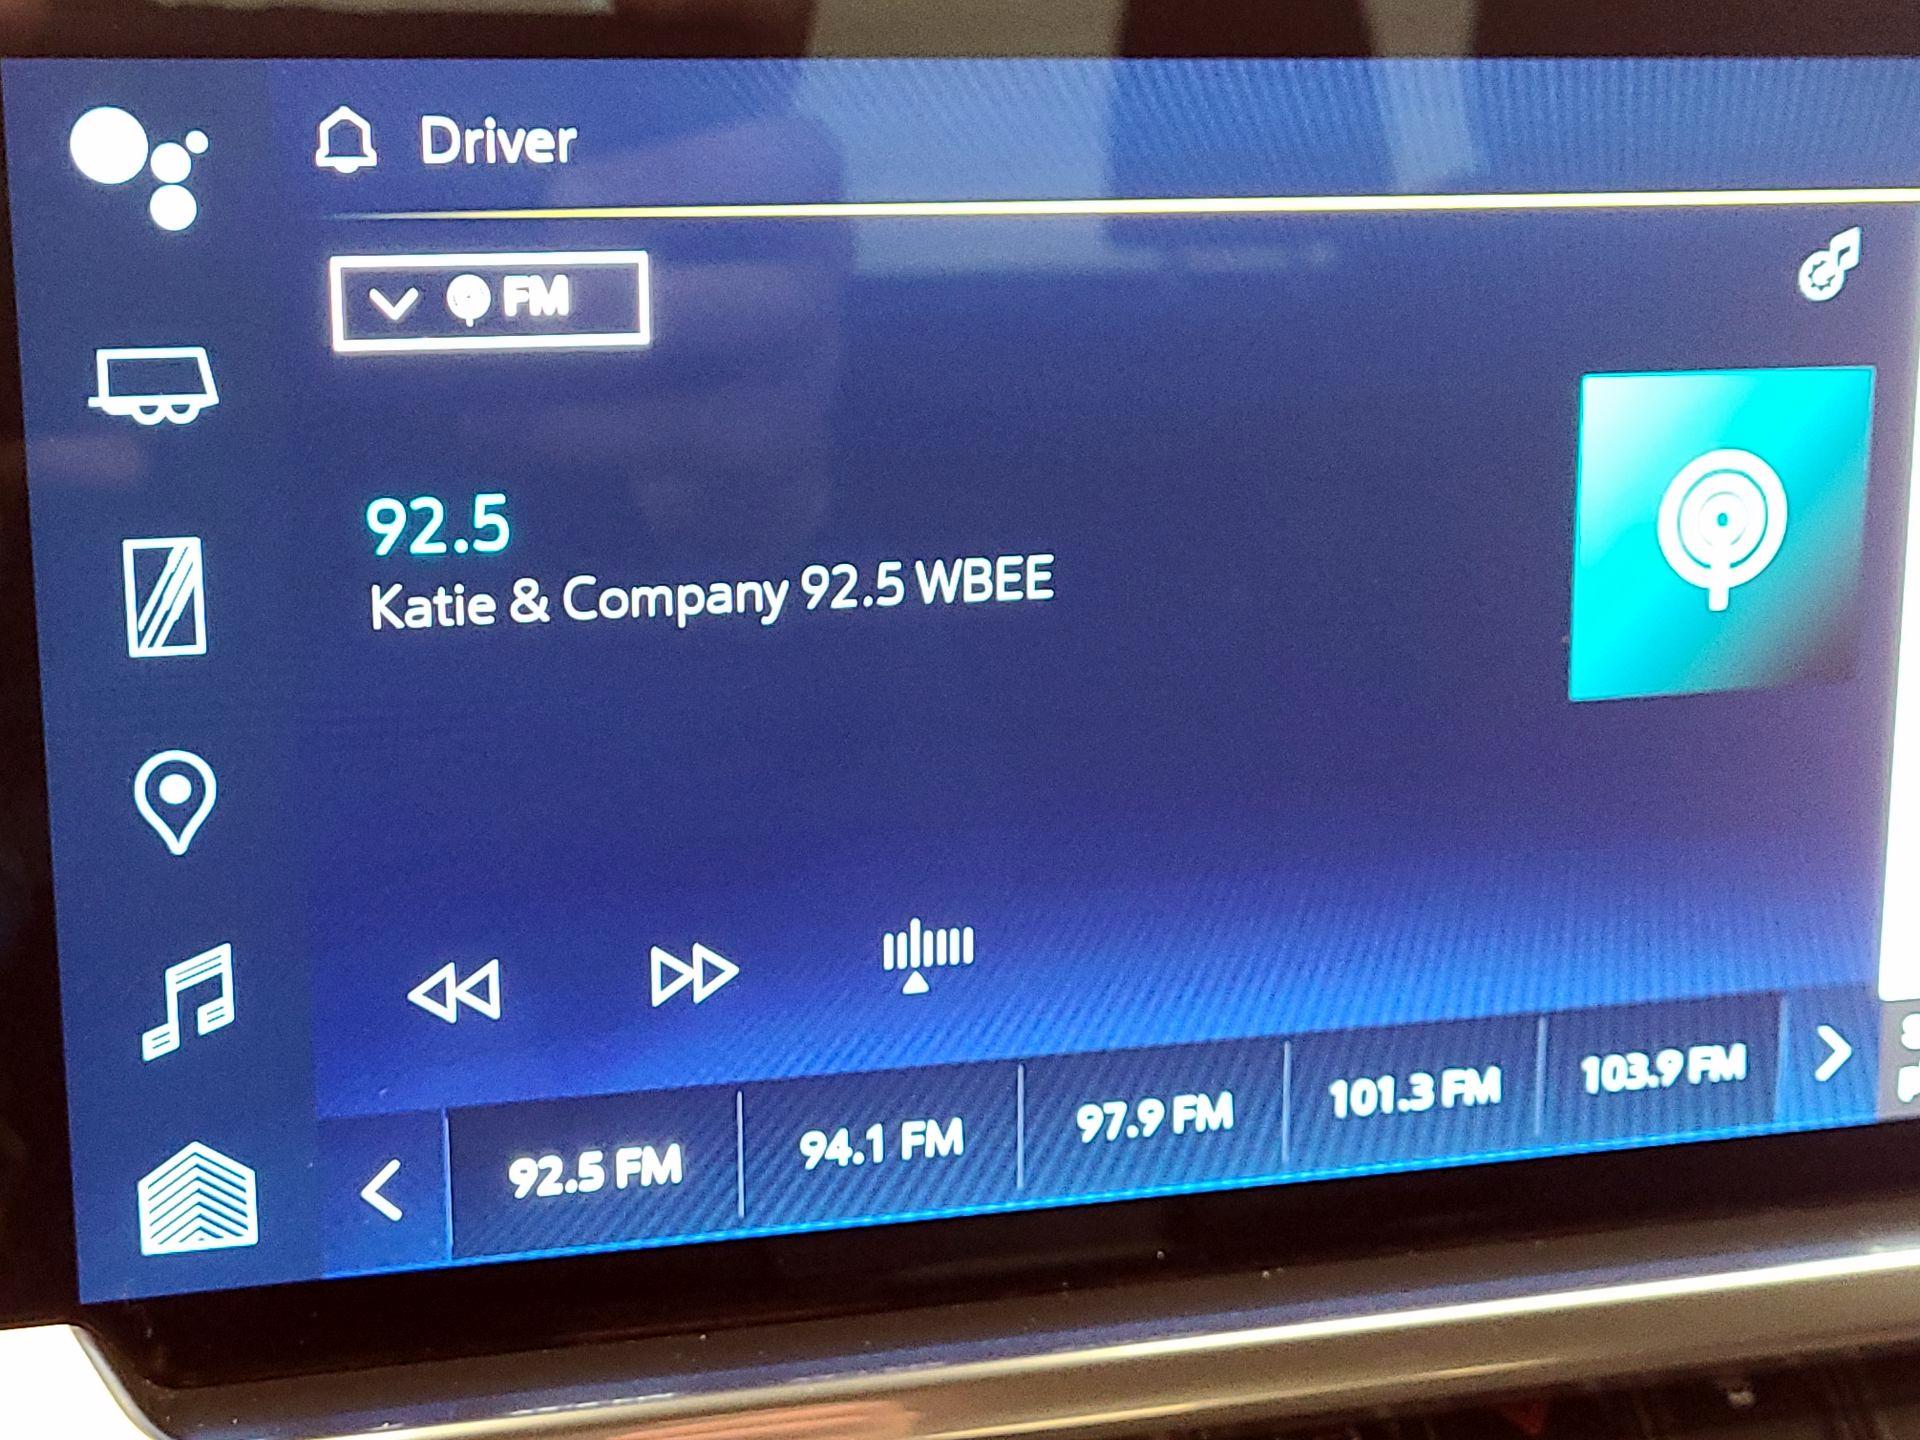 Driver
FM
92.5
Katie & Company 92.5 WBEE
92.5 FM
94.1 FM
97.9 FM
101.3 FM
103.9 FM